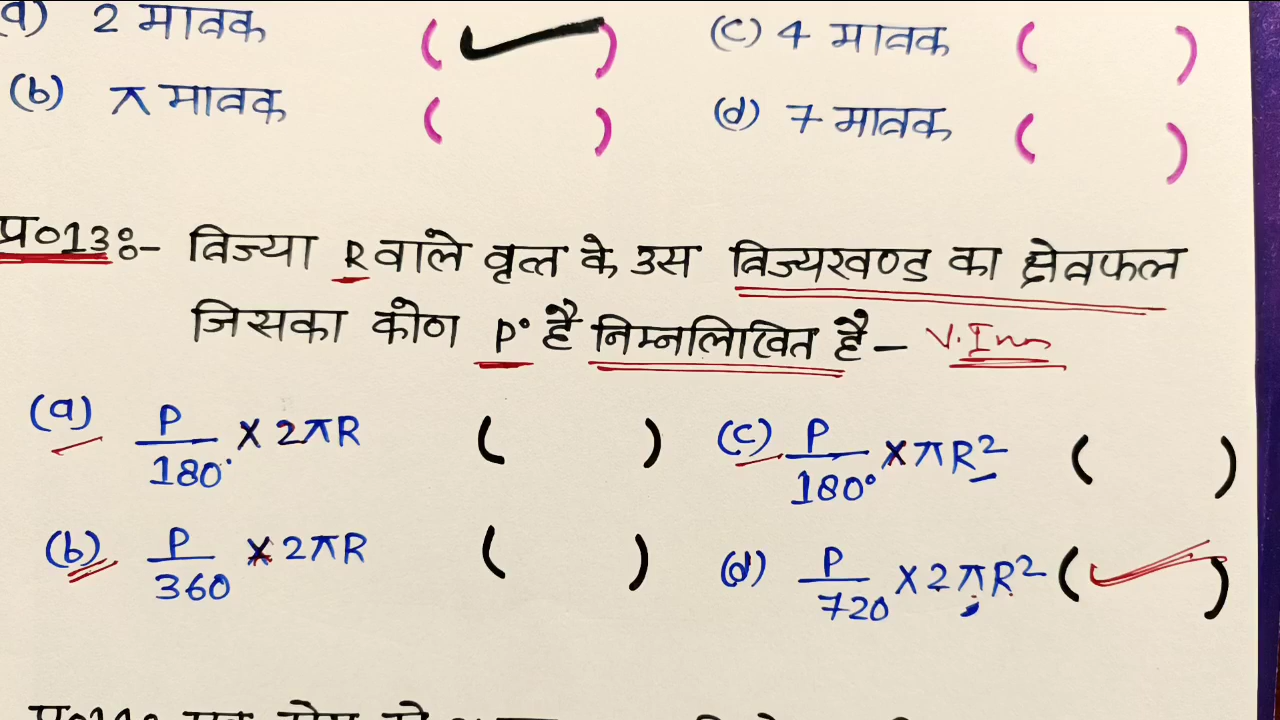 (a) 2 मात्रक ( ✓ ) (c) 4 मात्रक ( )
(b) π मात्रक ( ) (d) 7 मात्रक ( )
प्र०13:- त्रिज्या R वाले वृत्त के उस त्रिज्यखण्ड का क्षेत्रफल
जिसका कोण P° है निम्नलिखित है – V. Imp
(a) P/180° × 2πR ( ) (c) P/180° × πR² ( )
(b) P/360 × 2πR ( ) (d) P/720 × 2πR² ( ✓ )